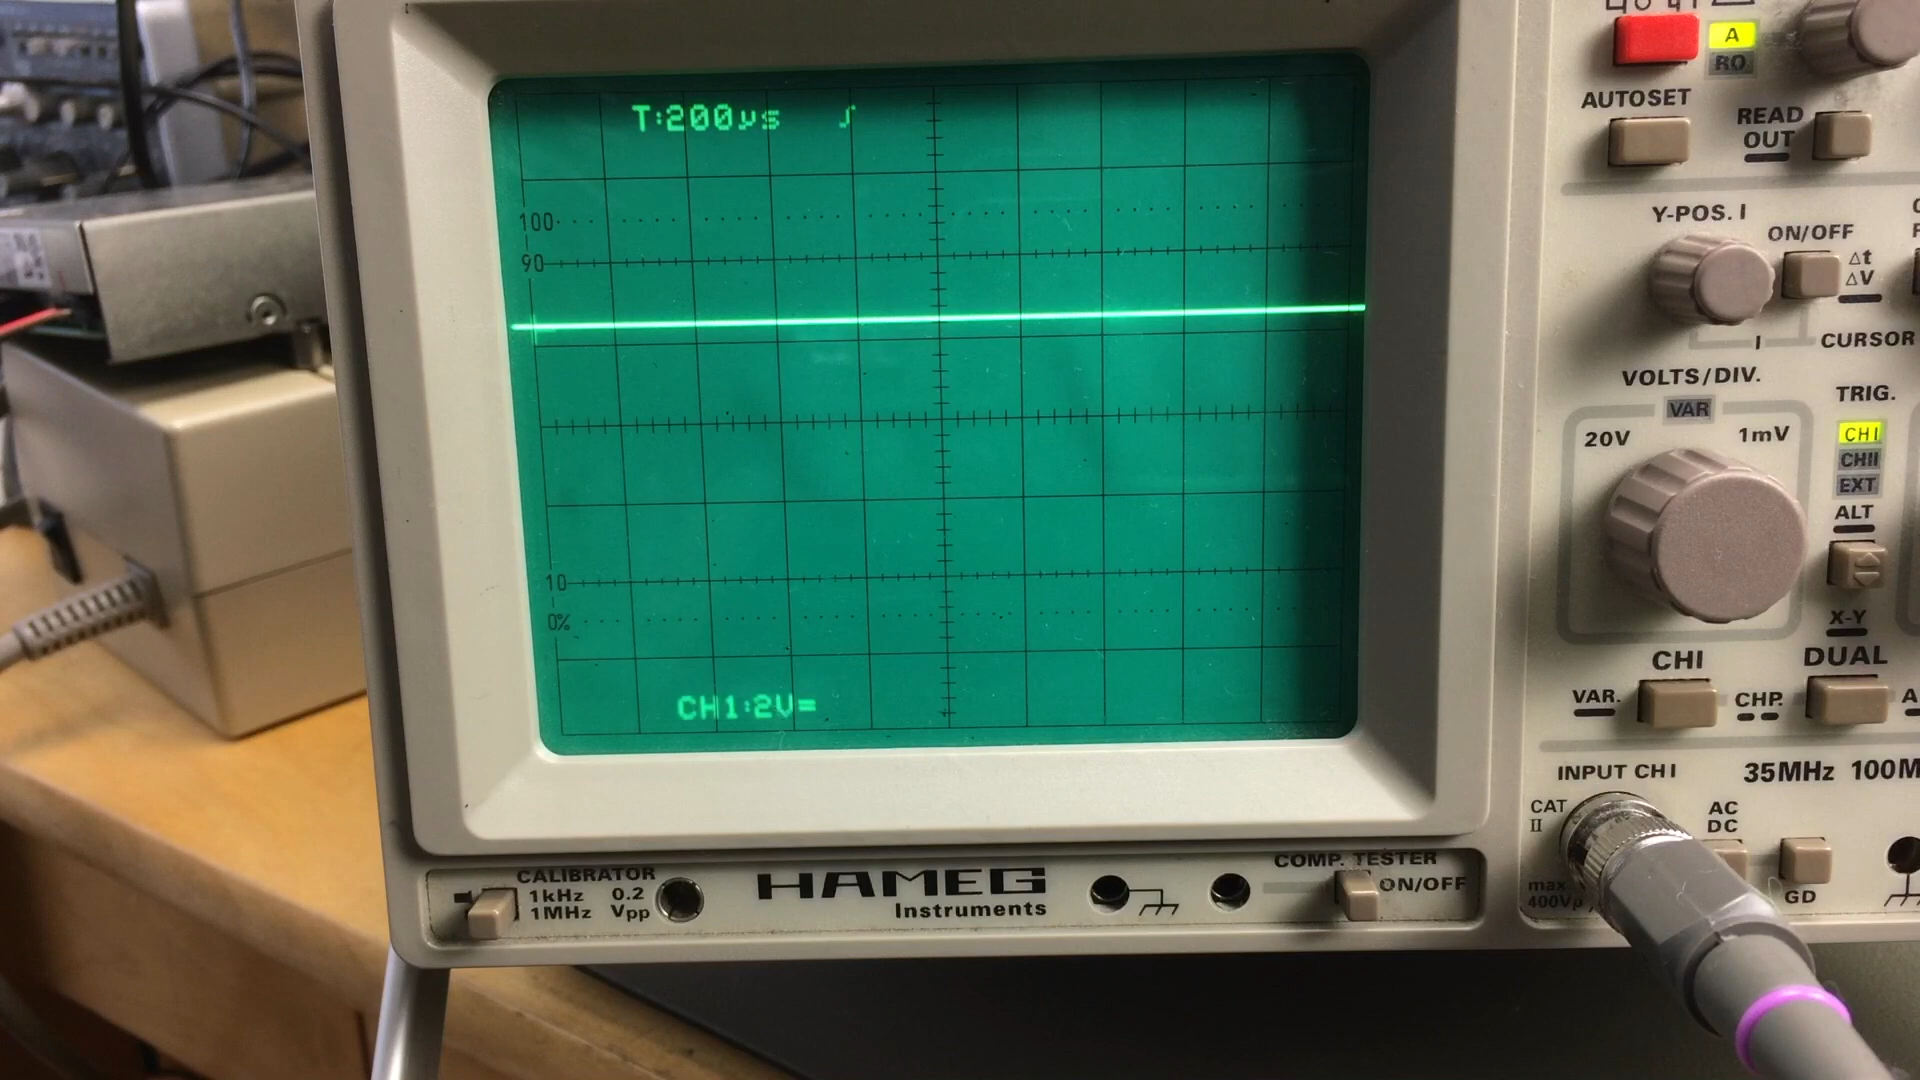 T:200µs
100
90
10
0%
CH1:2V=
A
RO
AUTOSET
READ
OUT
Y-POS. I
ON/OFF
Δt
ΔV
I
CURSOR
VOLTS/DIV.
VAR
20V
1mV
TRIG.
CHI
CHII
EXT
ALT
X-Y
CHI
DUAL
VAR.
CHP.
INPUT CHI
35MHz
CAT
II
AC
DC
max
GD
CALIBRATOR
1kHz 0.2
1MHz Vpp
HAMEG
Instruments
COMP. TESTER
ON/OFF